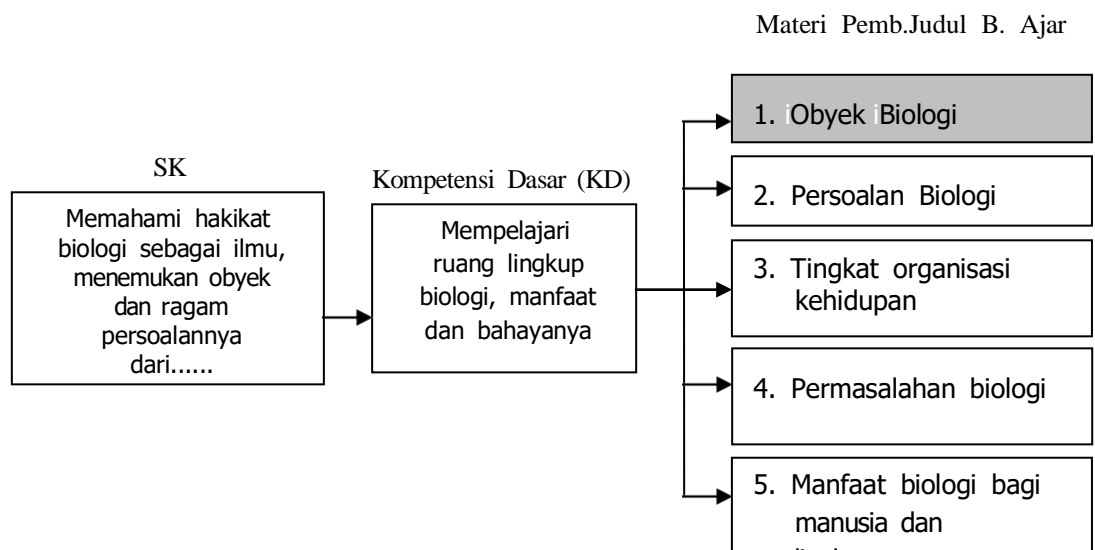 Materi Pemb.Judul B. Ajar
SK
Memahami hakikat
biologi sebagai ilmu,
menemukan obyek
dan ragam
persoalannya
dari......
Kompetensi Dasar (KD)
Mempelajari
ruang lingkup
biologi, manfaat
dan bahayanya
1. iObyek iBiologi
2. Persoalan Biologi
3. Tingkat organisasi
kehidupan
4. Permasalahan biologi
5. Manfaat biologi bagi
manusia dan